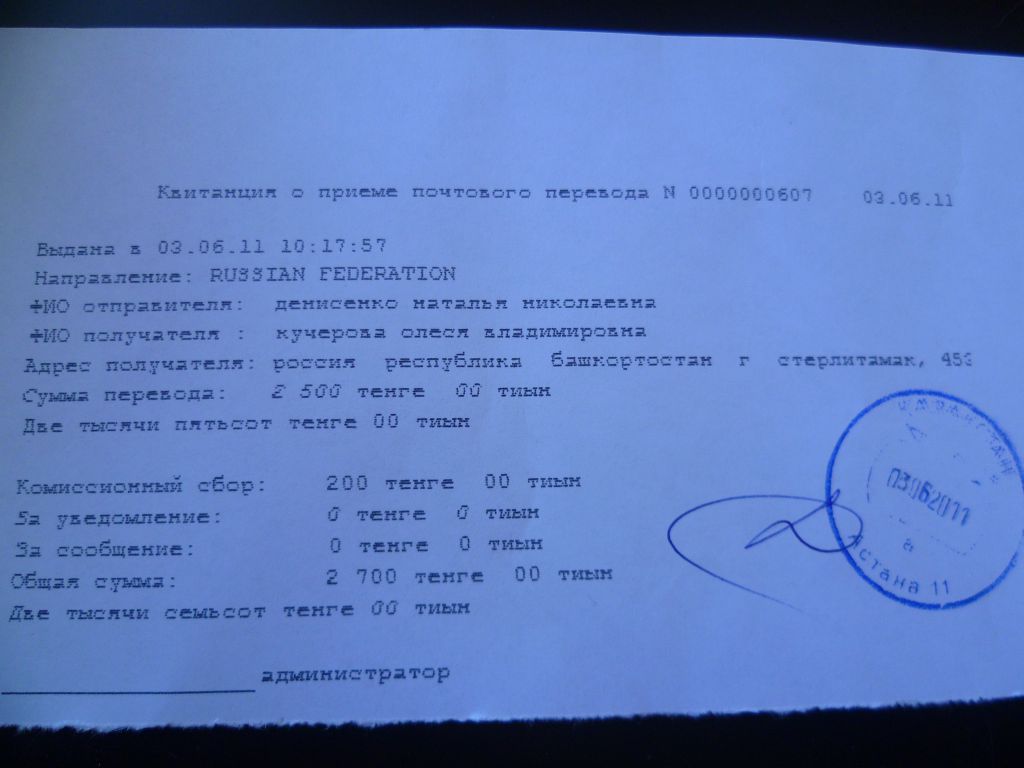 Квитанция о приеме почтового перевода N 0000000607 03.06.11
Выдана в 03.06.11 10:17:57
Направление: RUSSIAN FEDERATION
ФИО отправителя: денисенко наталья николаевна
ФИО получателя : кучерова олеся владимировна
Адрес получателя: россия республика башкортостан г стерлитамак, 453
Сумма перевода: 2 500 тенге 00 тиын
Две тысячи пятьсот тенге 00 тиын
Комиссионный сбор: 200 тенге 00 тиын
За уведомление: 0 тенге 0 тиын
За сообщение: 0 тенге 0 тиын
Общая сумма: 2 700 тенге 00 тиын
Две тысячи семьсот тенге 00 тиын
администратор
03062011
а
Астана 11